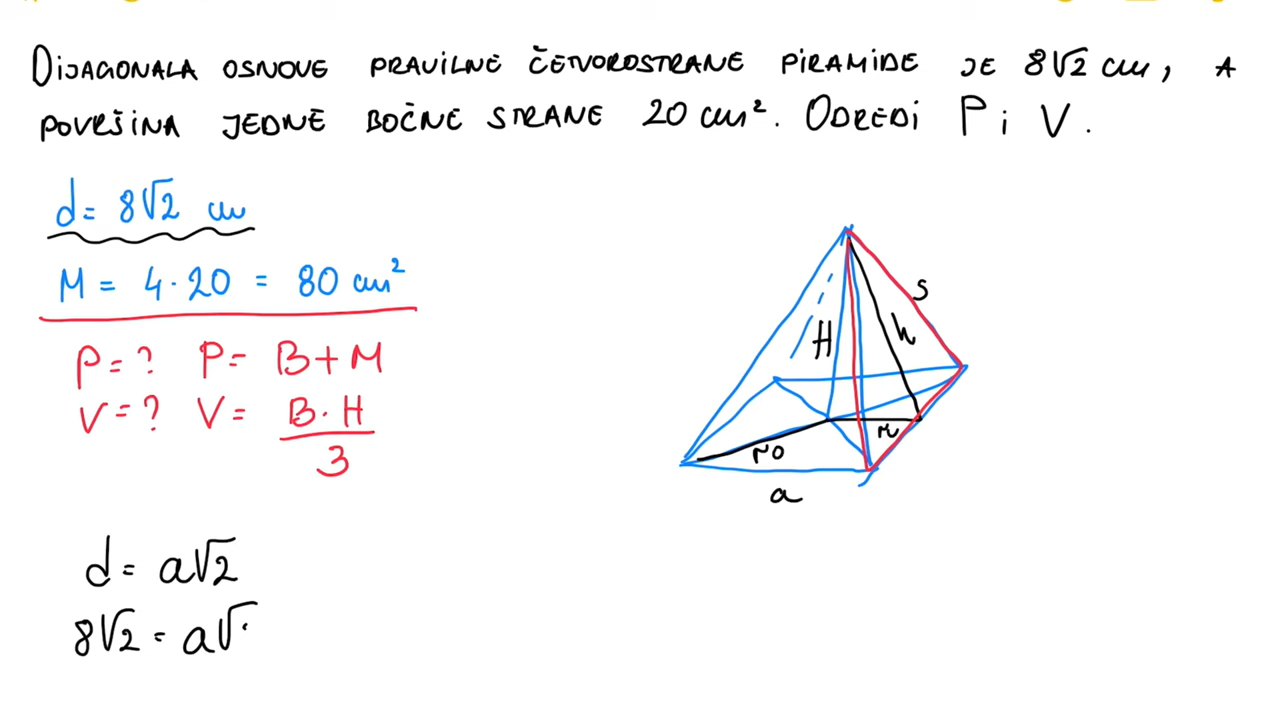 DIJAGONALA OSNOVE PRAVILNE ČETVOROSTRANE PIRAMIDE JE 8√2 cm, A
POVRŠINA JEDNE BOČNE STRANE 20 cm². ODREDI P i V.
d = 8√2 cm
M = 4·20 = 80 cm²
P = ? P = B + M
V = ? V = B·H
3
s
H h
ro r
a
d = a√2
8√2 = a√